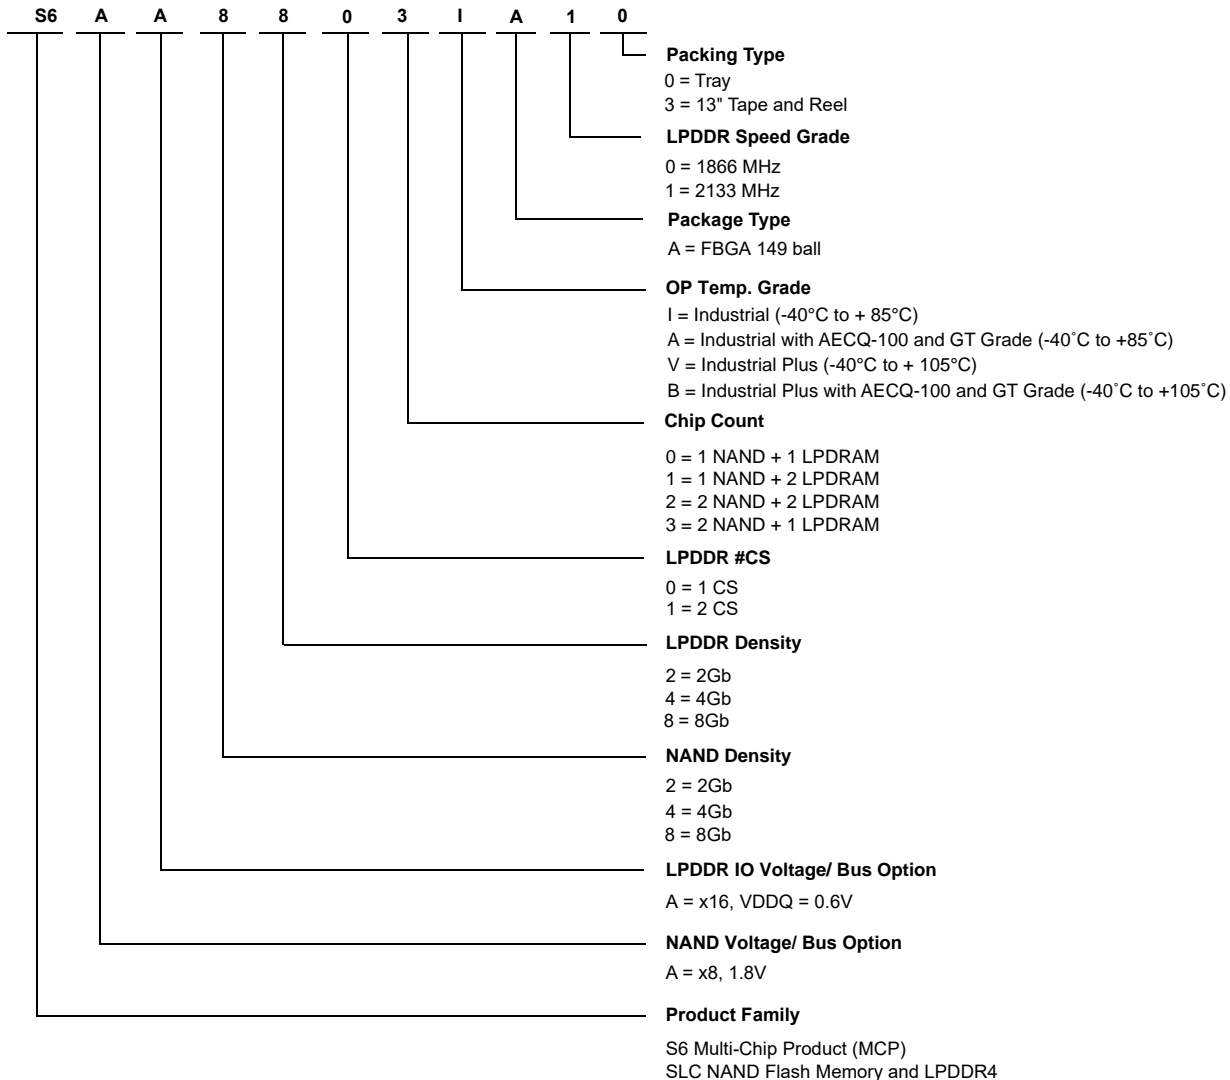 S6 A A 8 8 0 3 I A 1 0
Packing Type
0 = Tray
3 = 13" Tape and Reel
LPDDR Speed Grade
0 = 1866 MHz
1 = 2133 MHz
Package Type
A = FBGA 149 ball
OP Temp. Grade
I = Industrial (-40°C to + 85°C)
A = Industrial with AECQ-100 and GT Grade (-40˚C to +85˚C)
V = Industrial Plus (-40°C to + 105°C)
B = Industrial Plus with AECQ-100 and GT Grade (-40˚C to +105˚C)
Chip Count
0 = 1 NAND + 1 LPDRAM
1 = 1 NAND + 2 LPDRAM
2 = 2 NAND + 2 LPDRAM
3 = 2 NAND + 1 LPDRAM
LPDDR #CS
0 = 1 CS
1 = 2 CS
LPDDR Density
2 = 2Gb
4 = 4Gb
8 = 8Gb
NAND Density
2 = 2Gb
4 = 4Gb
8 = 8Gb
LPDDR IO Voltage/ Bus Option
A = x16, VDDQ = 0.6V
NAND Voltage/ Bus Option
A = x8, 1.8V
Product Family
S6 Multi-Chip Product (MCP)
SLC NAND Flash Memory and LPDDR4